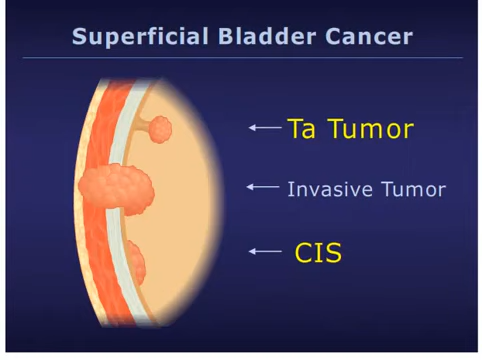 Superficial Bladder Cancer
Ta Tumor
Invasive Tumor
CIS